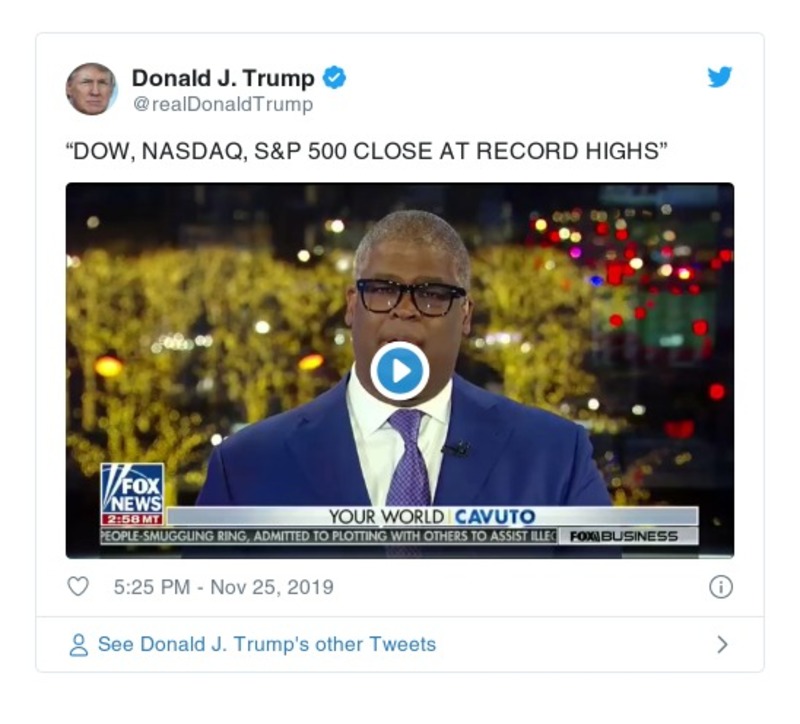 Donald J. Trump
@realDonaldTrump
“DOW, NASDAQ, S&P 500 CLOSE AT RECORD HIGHS”
FOX
NEWS
2:58 MT
YOUR WORLD CAVUTO
PEOPLE-SMUGGLING RING, ADMITTED TO PLOTTING WITH OTHERS TO ASSIST ILLEG
FOX BUSINESS
5:25 PM - Nov 25, 2019
See Donald J. Trump's other Tweets